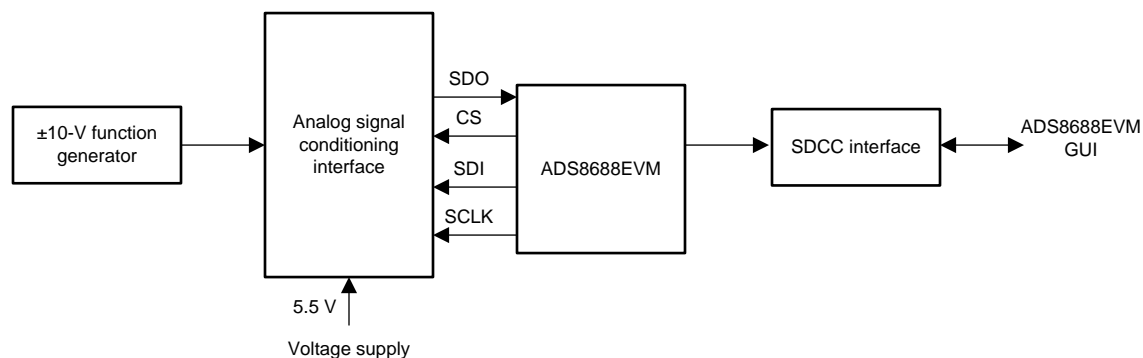 ±10-V function
generator
Analog signal
conditioning
interface
SDO
CS
SDI
SCLK
ADS8688EVM
SDCC interface
ADS8688EVM
GUI
5.5 V
Voltage supply